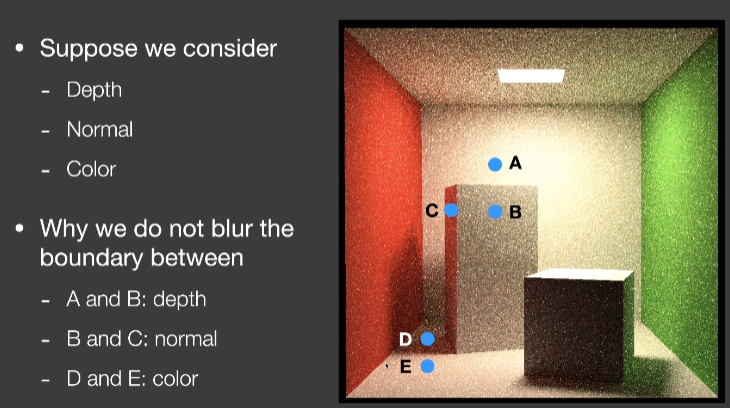 • Suppose we consider
- Depth
- Normal
- Color
• Why we do not blur the
boundary between
- A and B: depth
- B and C: normal
- D and E: color
A
C
B
D
E